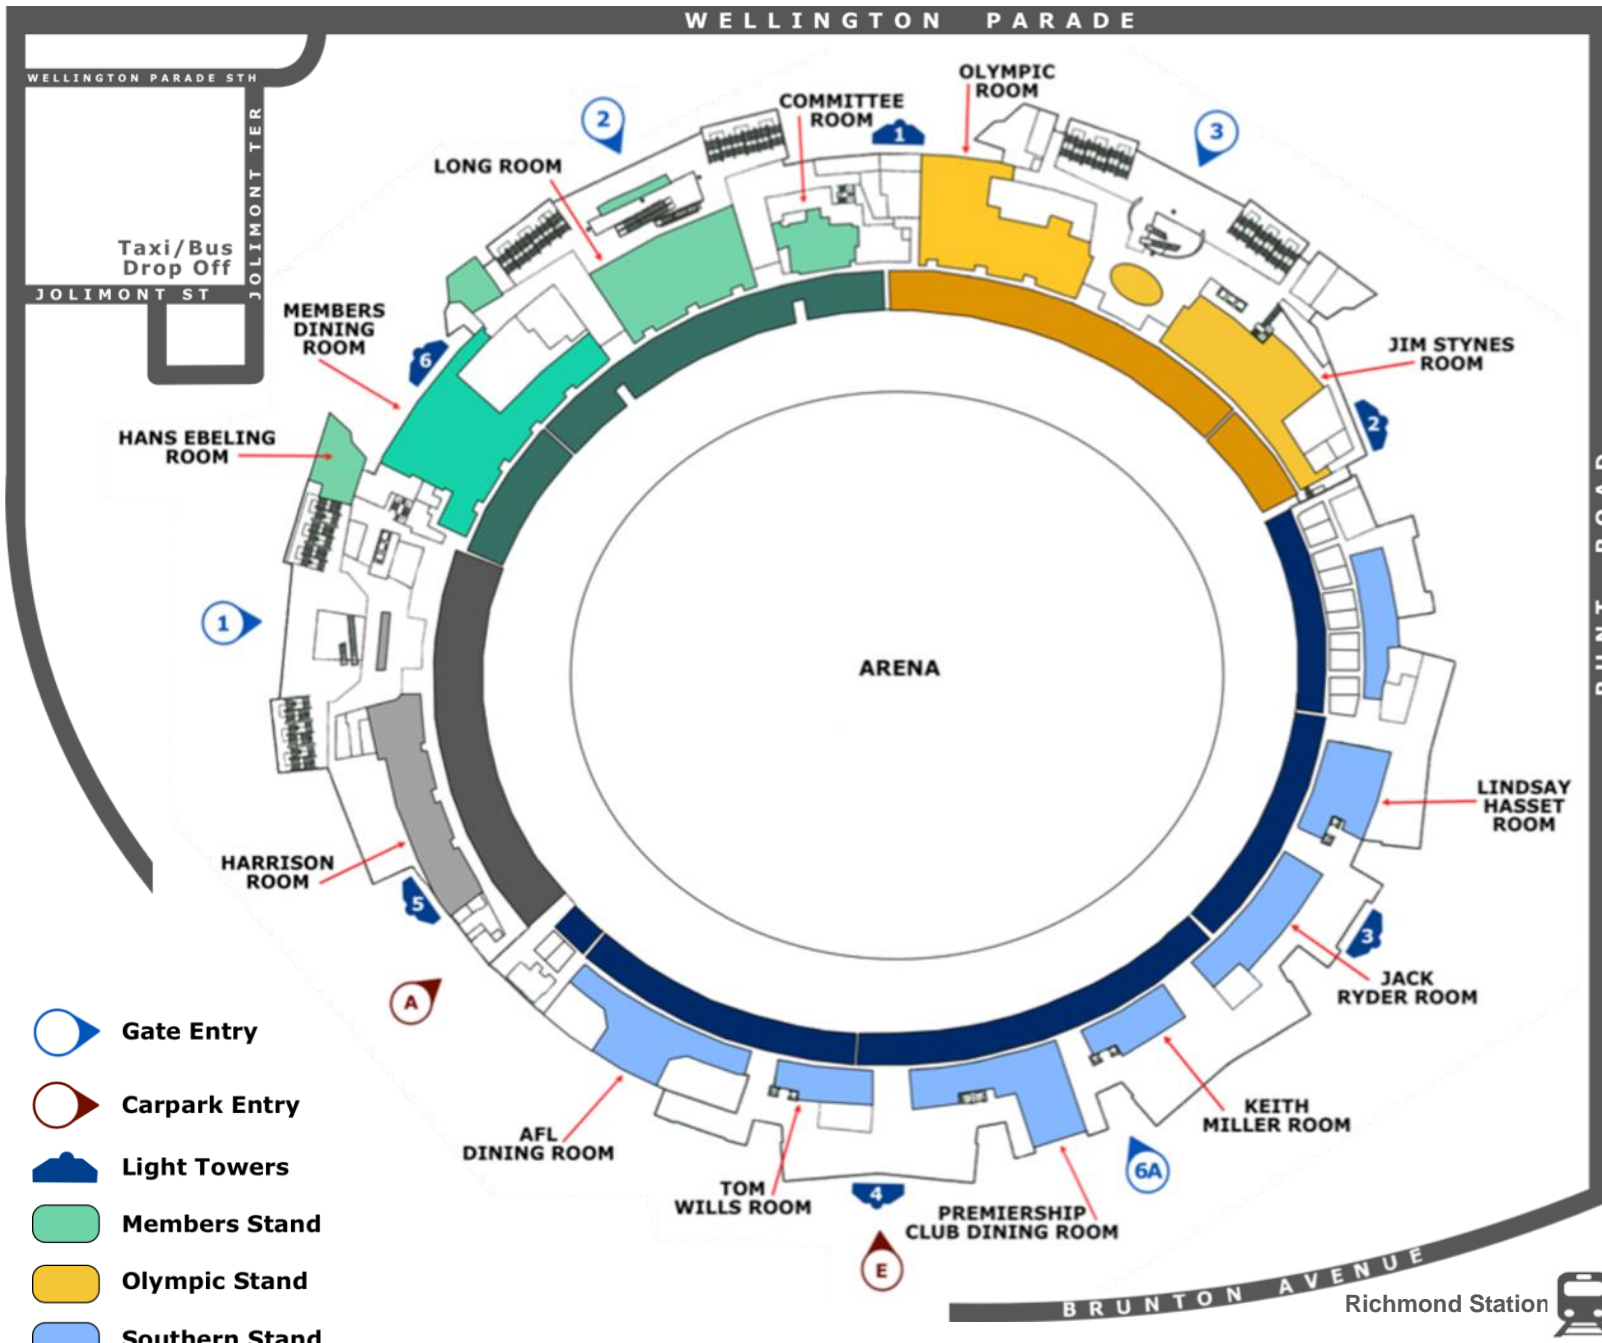 WELLINGTON PARADE
WELLINGTON PARADE STH
JOLIMONT TER
Taxi/Bus
Drop Off
JOLIMONT ST
OLYMPIC
ROOM
COMMITTEE
ROOM
LONG ROOM
MEMBERS
DINING
ROOM
HANS EBELING
ROOM
JIM STYNES
ROOM
1
2
3
1
2
3
4
5
6
ARENA
LINDSAY
HASSET
ROOM
HARRISON
ROOM
JACK
RYDER ROOM
KEITH
MILLER ROOM
AFL
DINING ROOM
TOM
WILLS ROOM
PREMIERSHIP
CLUB DINING ROOM
A
E
6A
Gate Entry
Carpark Entry
Light Towers
Members Stand
Olympic Stand
Southern Stand
BRUNTON AVENUE
Richmond Station